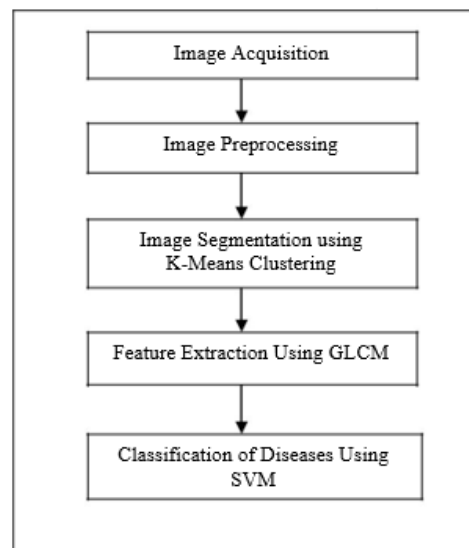 Image Acquisition
Image Preprocessing
Image Segmentation using
K-Means Clustering
Feature Extraction Using GLCM
Classification of Diseases Using
SVM